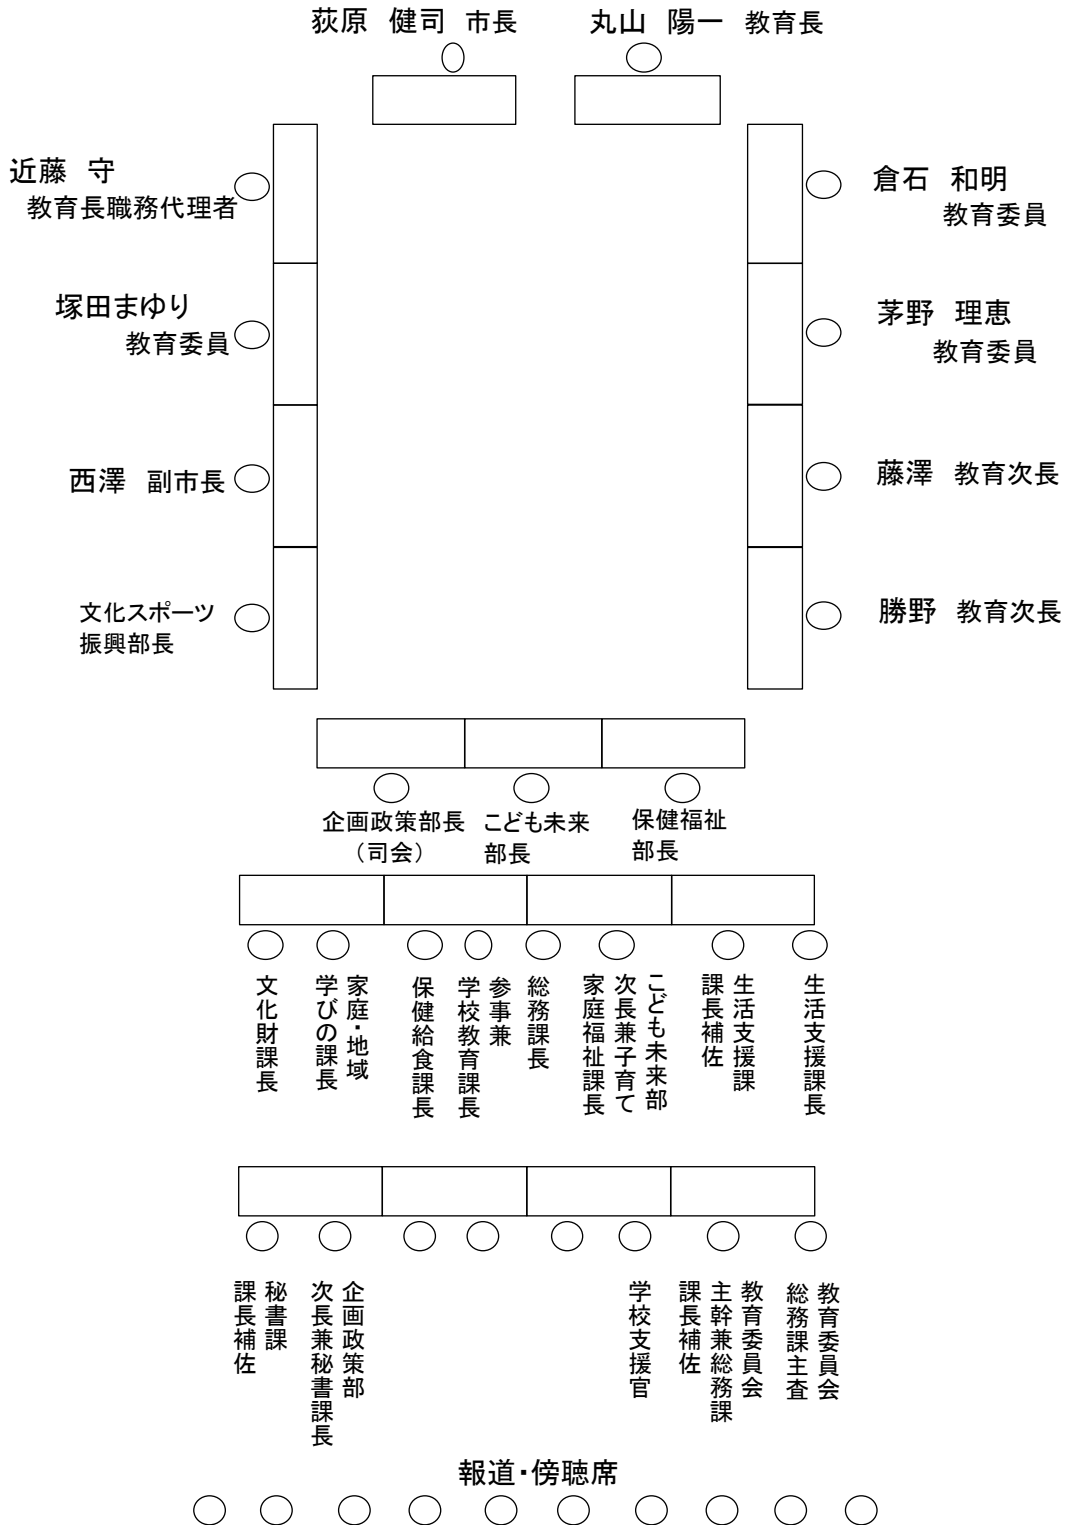 荻原　健司 市長
丸山　陽一 教育長
近藤　守
教育長職務代理者
倉石　和明
教育委員
塚田まゆり
教育委員
茅野　理恵
教育委員
西澤　副市長
藤澤　教育次長
文化スポーツ
振興部長
勝野　教育次長
企画政策部長
（司会）
こども未来
部長
保健福祉
部長
文化財課長
家庭・地域
学びの課長
保健給食課長
参事兼
学校教育課長
総務課長
こども未来部
次長兼子育て
家庭福祉課長
生活支援課
課長補佐
生活支援課長
秘書課
課長補佐
企画政策部
次長兼秘書課長
学校支援官
教育委員会
主幹兼総務課
課長補佐
教育委員会
総務課主査
報道・傍聴席